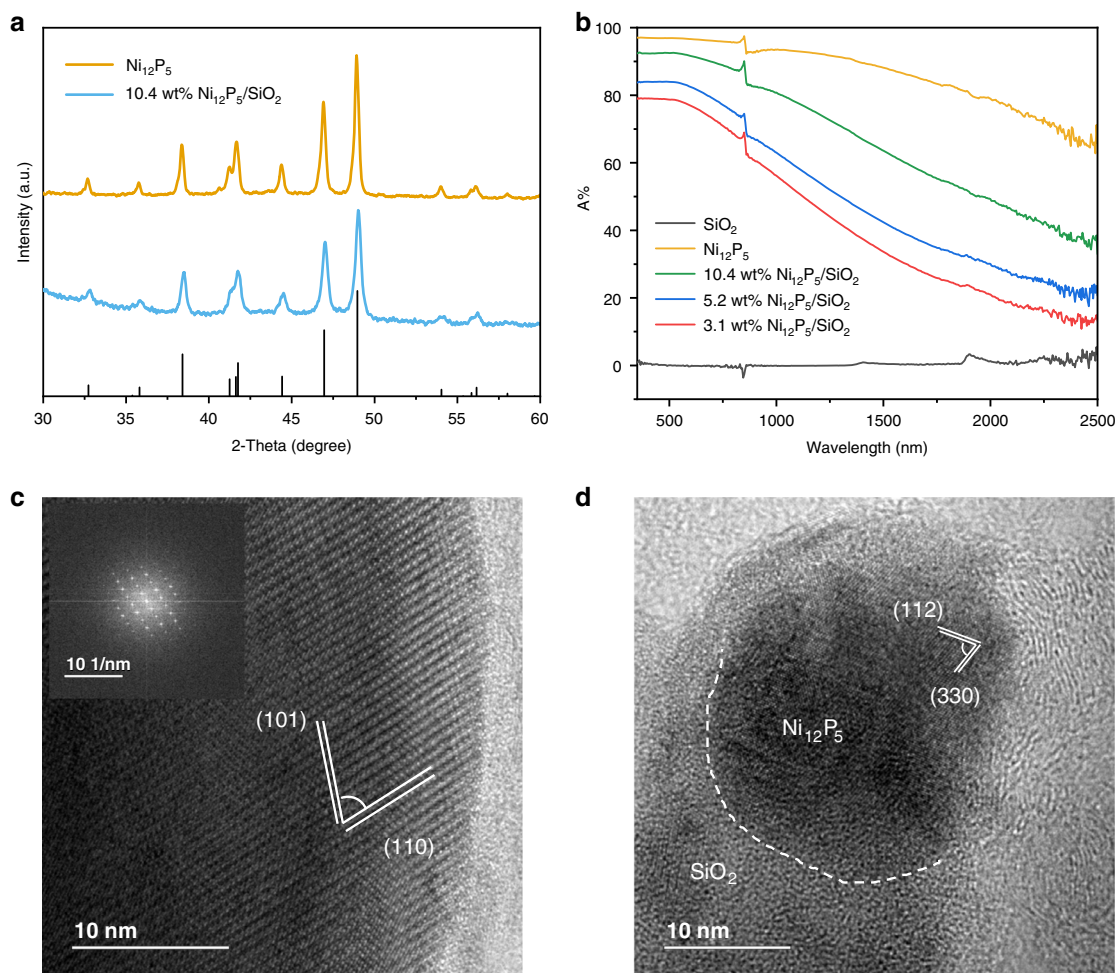 a
Ni₁₂P₅
10.4 wt% Ni₁₂P₅/SiO₂
Intensity (a.u.)
30 35 40 45 50 55 60
2-Theta (degree)
b
100
80
60
40
20
0
A%
SiO₂
Ni₁₂P₅
10.4 wt% Ni₁₂P₅/SiO₂
5.2 wt% Ni₁₂P₅/SiO₂
3.1 wt% Ni₁₂P₅/SiO₂
500 1000 1500 2000 2500
Wavelength (nm)
c
10 1/nm
(101)
(110)
10 nm
d
(112)
(330)
Ni₁₂P₅
SiO₂
10 nm